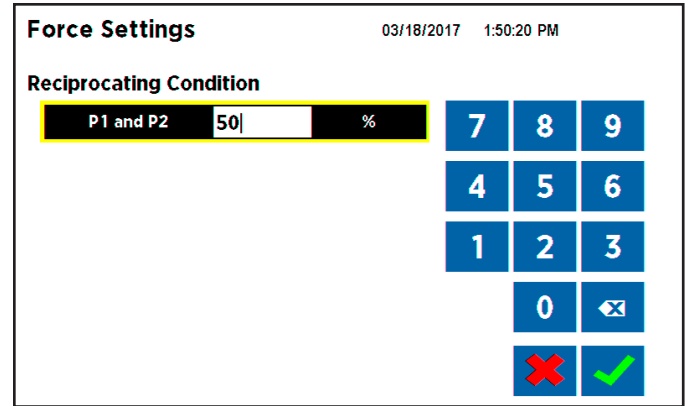 Force Settings 03/18/2017 1:50:20 PM
Reciprocating Condition
P1 and P2 50 %
7 8 9
4 5 6
1 2 3
0